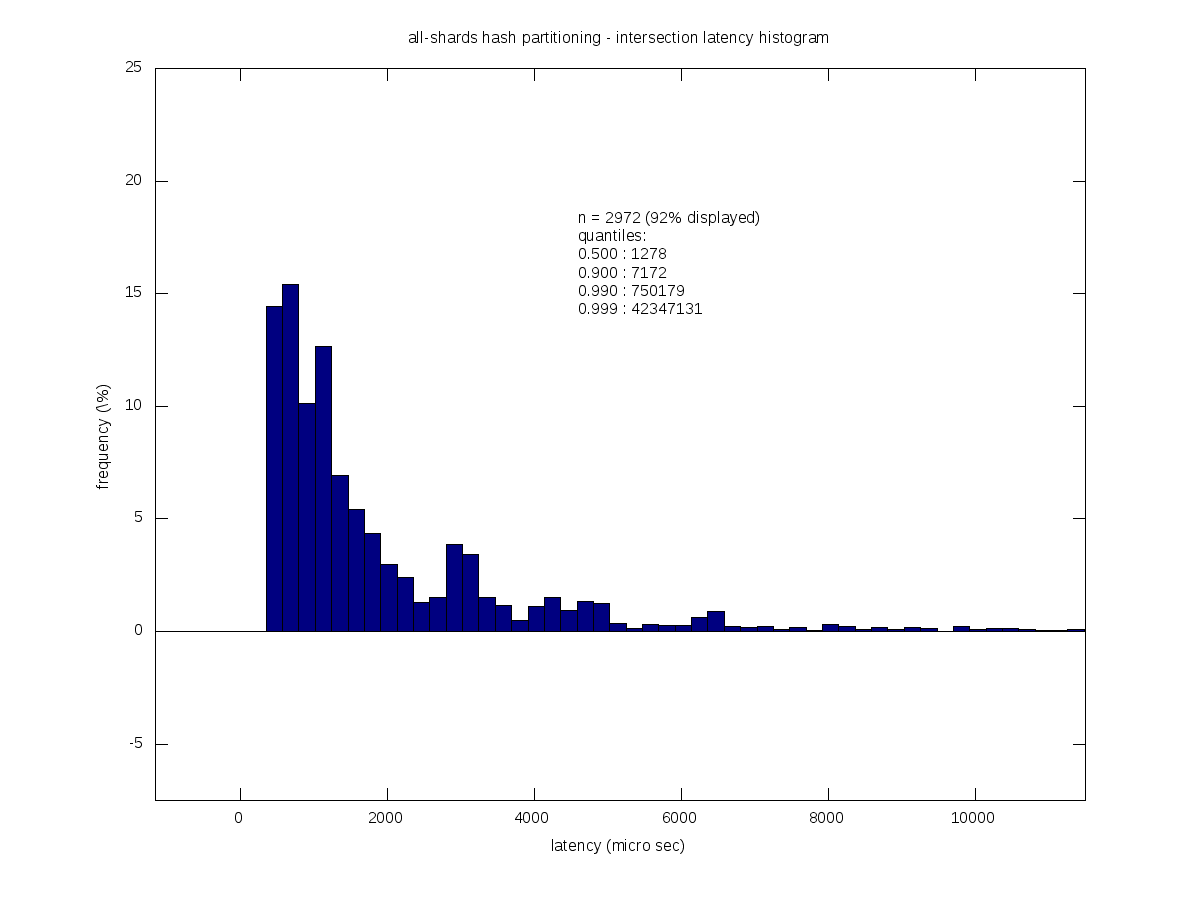 all-shards hash partitioning - intersection latency histogram
25
20
15
10
5
0
-5
frequency (\%)
n = 2972 (92% displayed)
quantiles:
0.500 : 1278
0.900 : 7172
0.990 : 750179
0.999 : 42347131
0 2000 4000 6000 8000 10000
latency (micro sec)